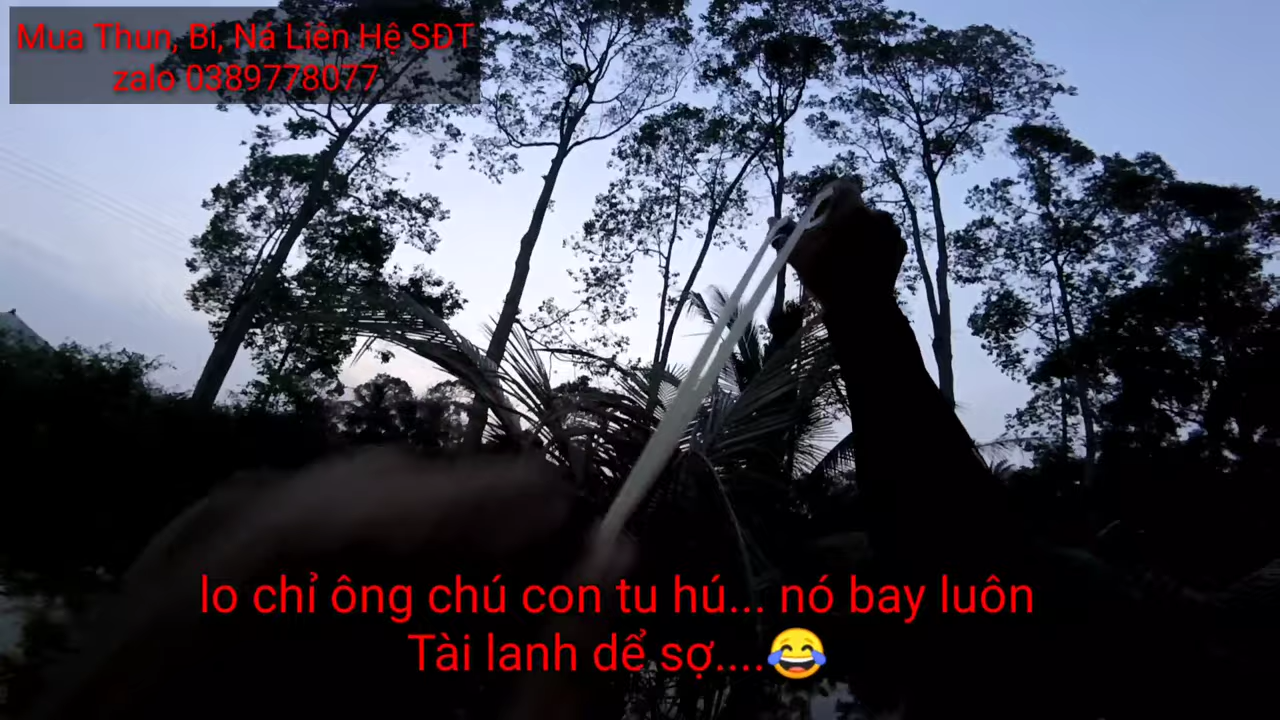 Mua Thun, Bi, Ná Liên Hệ SĐT
zalo 0389778077
lo chỉ ông chú con tu hú... nó bay luôn
Tài lanh dể sợ....😂